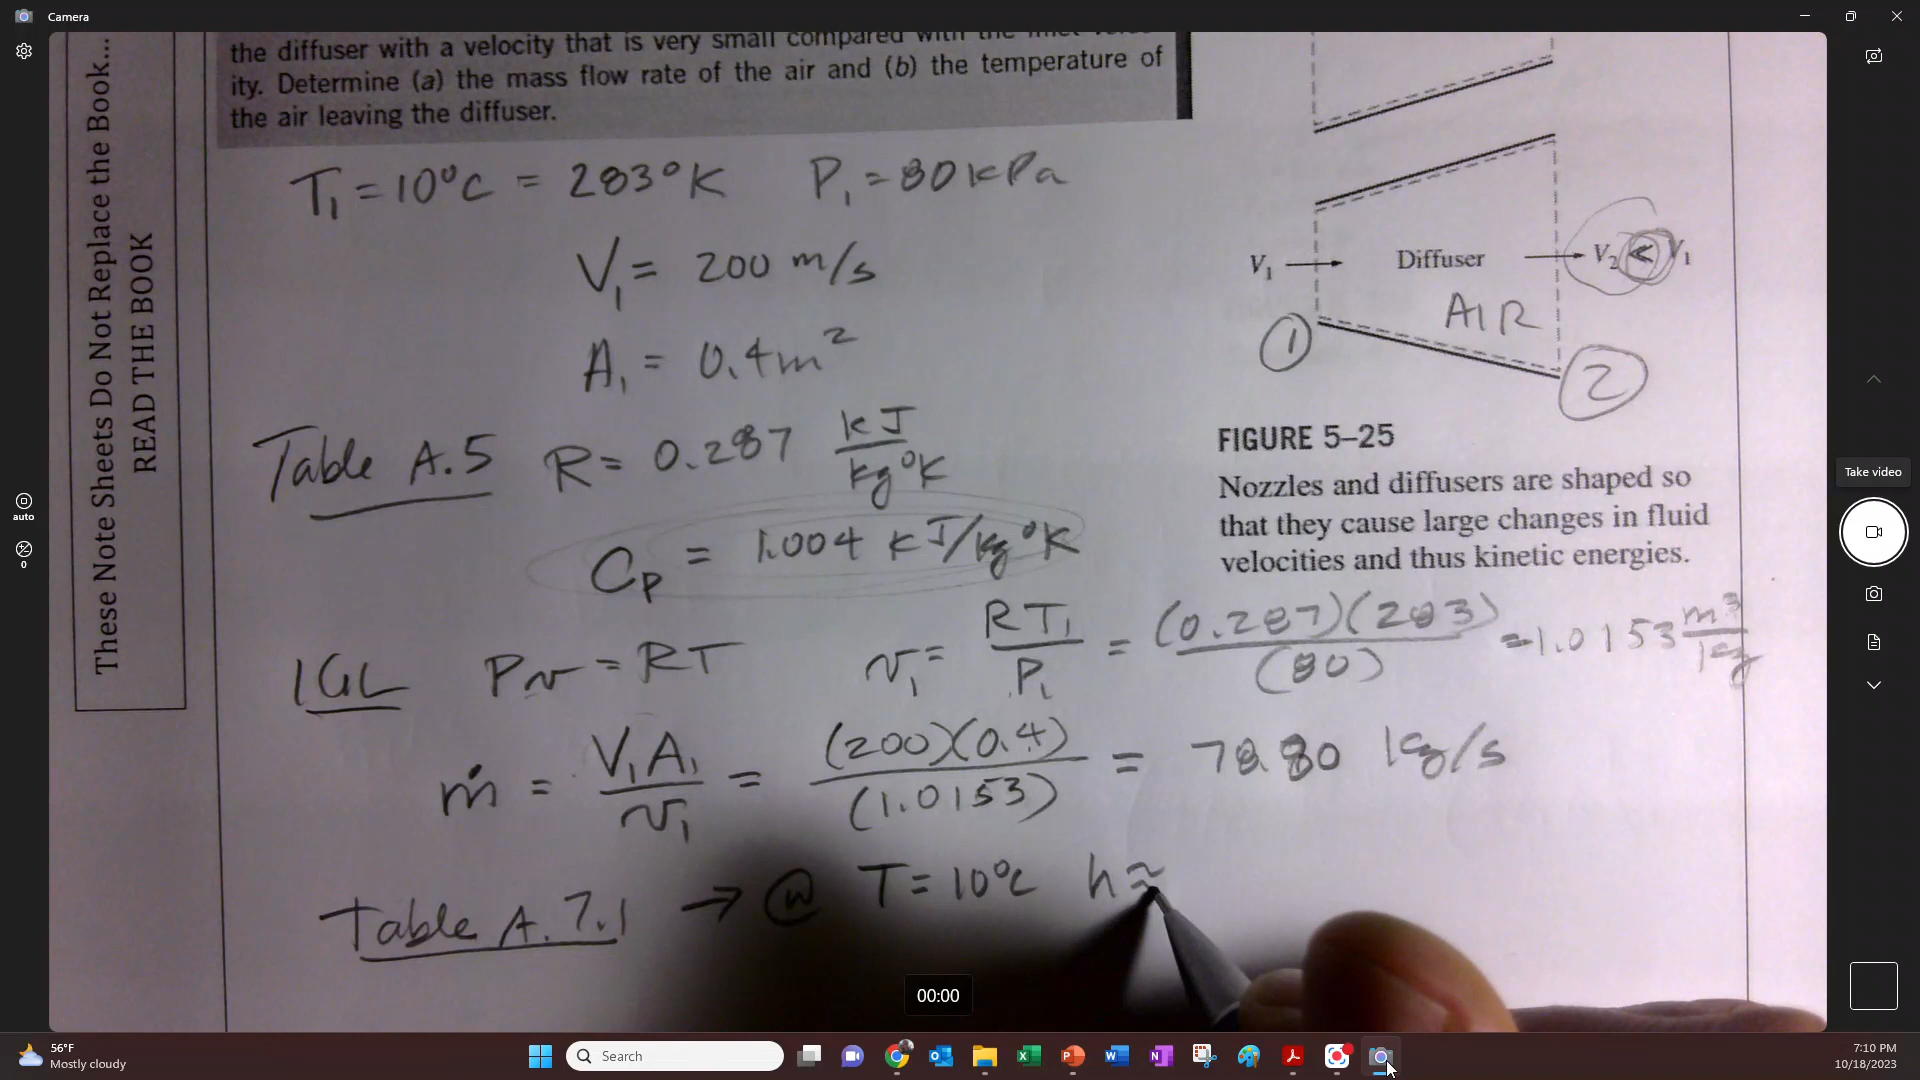 Camera
the diffuser with a velocity that is very small compared with the inlet veloc-
ity. Determine (a) the mass flow rate of the air and (b) the temperature of
the air leaving the diffuser.
These Note Sheets Do Not Replace the Book...
READ THE BOOK
T₁ = 10°C = 283°K P₁ = 80 kPa
V₁ = 200 m/s
A₁ = 0.4 m²
Table A.5 R = 0.287 kJ/kg°K
Cp = 1.004 kJ/kg°K
IGL Pv = RT v₁ = RT₁/P₁ = (0.287)(283)/(80) = 1.0153 m³/kg
ṁ = V₁A₁/v₁ = (200)(0.4)/(1.0153) = 78.80 kg/s
Table A.7.1 → @ T = 10°C h ≈
V₁ Diffuser V₂ ≪ V₁
AIR
1
2
FIGURE 5–25
Nozzles and diffusers are shaped so
that they cause large changes in fluid
velocities and thus kinetic energies.
auto
0
Take video
00:00
56°F
Mostly cloudy
Search
7:10 PM
10/18/2023